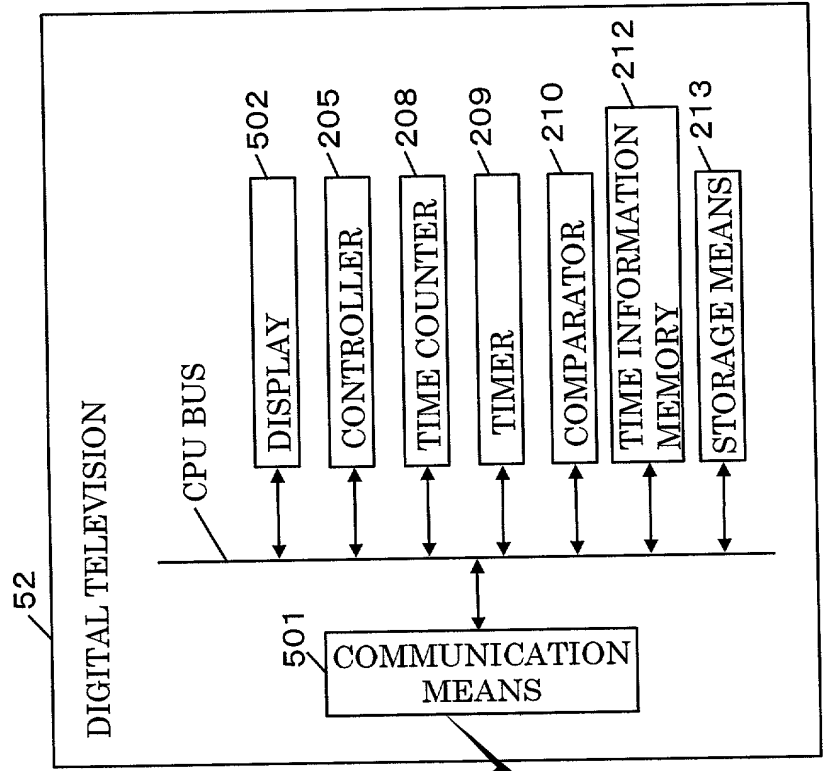 52
DIGITAL TELEVISION
CPU BUS
501
COMMUNICATION
MEANS
DISPLAY
502
CONTROLLER
205
TIME COUNTER
208
TIMER
209
COMPARATOR
210
TIME INFORMATION
MEMORY
212
STORAGE MEANS
213